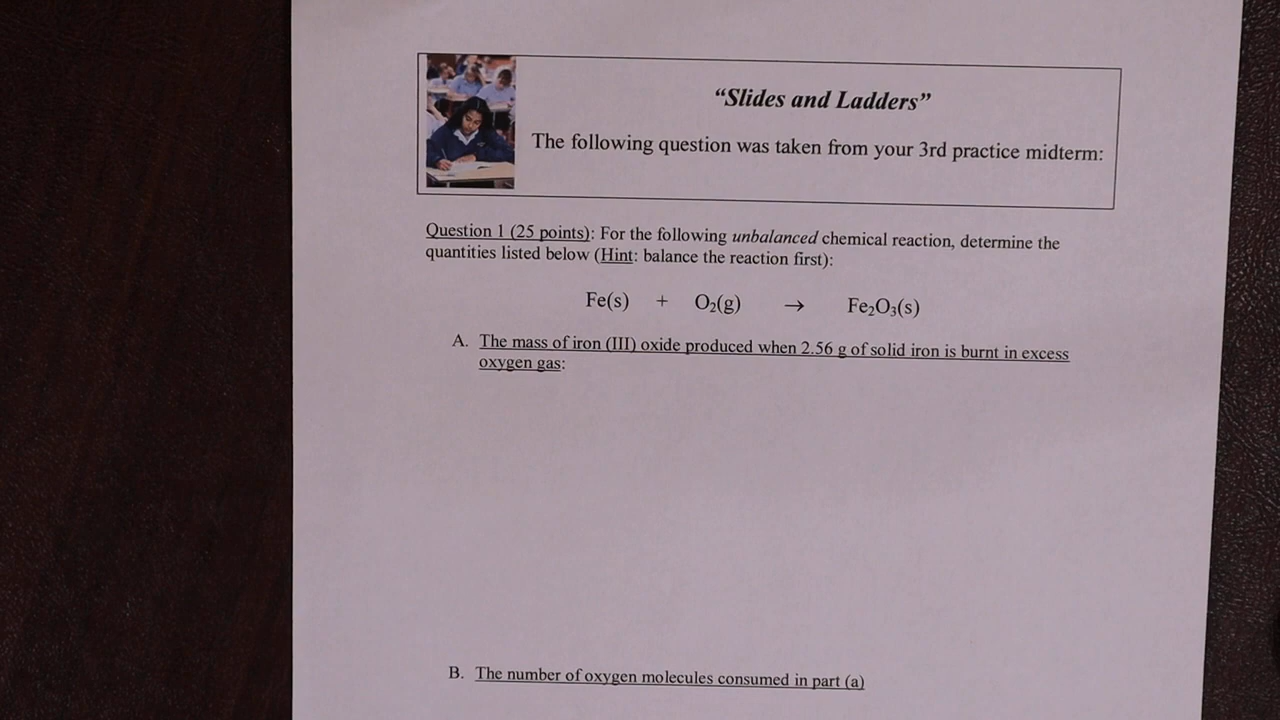 “Slides and Ladders”
The following question was taken from your 3rd practice midterm:
Question 1 (25 points): For the following unbalanced chemical reaction, determine the
quantities listed below (Hint: balance the reaction first):
Fe(s) + O₂(g) → Fe₂O₃(s)
A. The mass of iron (III) oxide produced when 2.56 g of solid iron is burnt in excess
oxygen gas:
B. The number of oxygen molecules consumed in part (a)